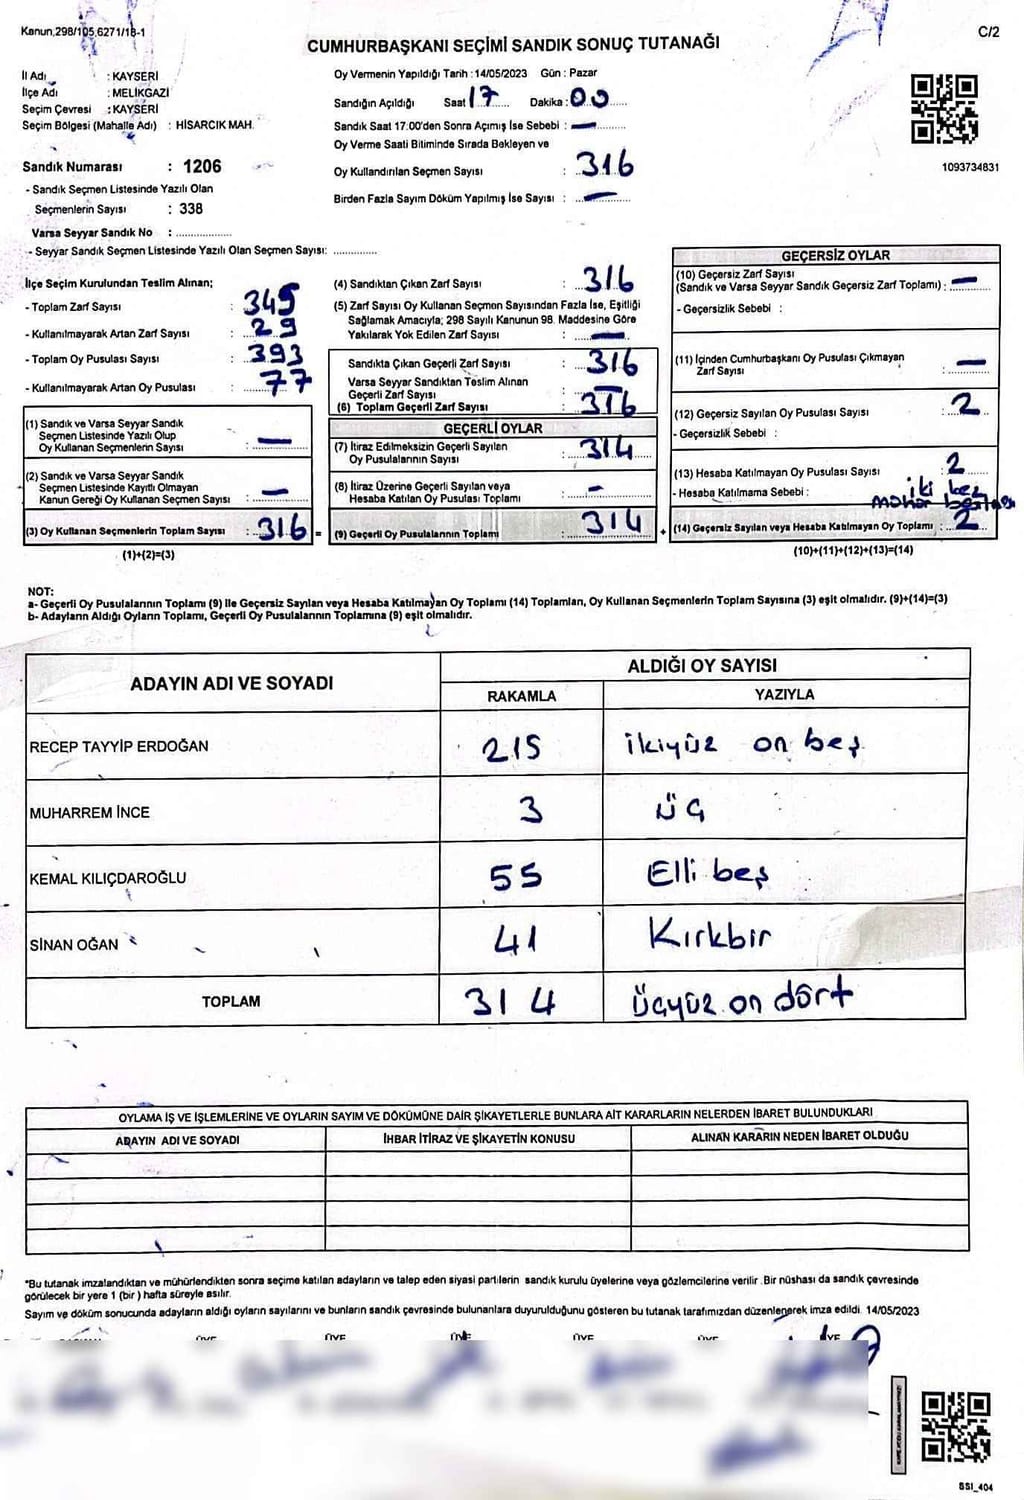 Kanun,298/105,6271/18-1
C/2
CUMHURBAŞKANI SEÇİMİ SANDIK SONUÇ TUTANAĞI
İl Adı : KAYSERİ
İlçe Adı : MELİKGAZİ
Seçim Çevresi : KAYSERİ
Seçim Bölgesi (Mahalle Adı) : HİSARCIK MAH.
Sandık Numarası : 1206
- Sandık Seçmen Listesinde Yazılı Olan
Seçmenlerin Sayısı : 338
Varsa Seyyar Sandık No :
- Seyyar Sandık Seçmen Listesinde Yazılı Olan Seçmen Sayısı:
Oy Vermenin Yapıldığı Tarih : 14/05/2023 Gün : Pazar
Sandığın Açıldığı Saat 17 Dakika : 00
Sandık Saat 17.00'den Sonra Açılmış İse Sebebi : —
Oy Verme Saati Bitiminde Sırada Bekleyen ve
Oy Kullandırılan Seçmen Sayısı : 316
Birden Fazla Sayım Döküm Yapılmış İse Sayısı : —
1093734831
İlçe Seçim Kurulundan Teslim Alınan;
- Toplam Zarf Sayısı : 345
- Kullanılmayarak Artan Zarf Sayısı : 29
- Toplam Oy Pusulası Sayısı : 393
- Kullanılmayarak Artan Oy Pusulası : 77
(1) Sandık ve Varsa Seyyar Sandık
Seçmen Listesinde Yazılı Olup
Oy Kullanan Seçmenlerin Sayısı : —
(2) Sandık ve Varsa Seyyar Sandık
Seçmen Listesinde Kayıtlı Olmayan
Kanun Gereği Oy Kullanan Seçmen Sayısı : —
(3) Oy Kullanan Seçmenlerin Toplam Sayısı : 316 =
(1)+(2)=(3)
(4) Sandıktan Çıkan Zarf Sayısı : 316
(5) Zarf Sayısı Oy Kullanan Seçmen Sayısından Fazla İse, Eşitliği
Sağlamak Amacıyla; 298 Sayılı Kanunun 98. Maddesine Göre
Yakılarak Yok Edilen Zarf Sayısı : —
Sandıkta Çıkan Geçerli Zarf Sayısı : 316
Varsa Seyyar Sandıktan Teslim Alınan
Geçerli Zarf Sayısı : —
(6) Toplam Geçerli Zarf Sayısı : 316
GEÇERLİ OYLAR
(7) İtiraz Edilmeksizin Geçerli Sayılan
Oy Pusulalarının Sayısı : 314
(8) İtiraz Üzerine Geçerli Sayılan veya
Hesaba Katılan Oy Pusulası Toplamı : -
(9) Geçerli Oy Pusulalarının Toplamı : 314 +
GEÇERSİZ OYLAR
(10) Geçersiz Zarf Sayısı
(Sandık ve Varsa Seyyar Sandık Geçersiz Zarf Toplamı) : —
- Geçersizlik Sebebi :
(11) İçinden Cumhurbaşkanı Oy Pusulası Çıkmayan
Zarf Sayısı : —
(12) Geçersiz Sayılan Oy Pusulası Sayısı : 2
- Geçersizlik Sebebi :
(13) Hesaba Katılmayan Oy Pusulası Sayısı : 2
- Hesaba Katılmama Sebebi : iki kez
mühür
(14) Geçersiz Sayılan veya Hesaba Katılmayan Oy Toplamı : 2
(10)+(11)+(12)+(13)=(14)
NOT:
a- Geçerli Oy Pusulalarının Toplamı (9) ile Geçersiz Sayılan veya Hesaba Katılmayan Oy Toplamı (14) Toplamları, Oy Kullanan Seçmenlerin Toplam Sayısına (3) eşit olmalıdır. (9)+(14)=(3)
b- Adayların Aldığı Oyların Toplamı, Geçerli Oy Pusulalarının Toplamına (9) eşit olmalıdır.
ADAYIN ADI VE SOYADI ALDIĞI OY SAYISI
RAKAMLA YAZIYLA
RECEP TAYYİP ERDOĞAN 215 ikiyüz on beş
MUHARREM İNCE 3 üç
KEMAL KILIÇDAROĞLU 55 Elli beş
SİNAN OĞAN 41 Kırkbir
TOPLAM 314 üçyüz on dört
OYLAMA İŞ VE İŞLEMLERİNE VE OYLARIN SAYIM VE DÖKÜMÜNE DAİR ŞİKAYETLERLE BUNLARA AİT KARARLARIN NELERDEN İBARET BULUNDUKLARI
ADAYIN ADI VE SOYADI İHBAR İTİRAZ VE ŞİKAYETİN KONUSU ALINAN KARARIN NEDEN İBARET OLDUĞU
*Bu tutanak imzalandıktan ve mühürlendikten sonra seçime katılan adayların ve talep eden siyasi partilerin sandık kurulu üyelerine veya gözlemcilerine verilir .Bir nüshası da sandık çevresinde
görülecek bir yere 1 (bir ) hafta süreyle asılır.
Sayım ve döküm sonucunda adayların aldığı oyların sayılarını ve bunların sandık çevresinde bulunanlara duyurulduğunu gösteren bu tutanak tarafımızdan düzenlenerek imza edildi. 14/05/2023
ÜYE ÜYE ÜYE ÜYE ÜYE
SSI_404